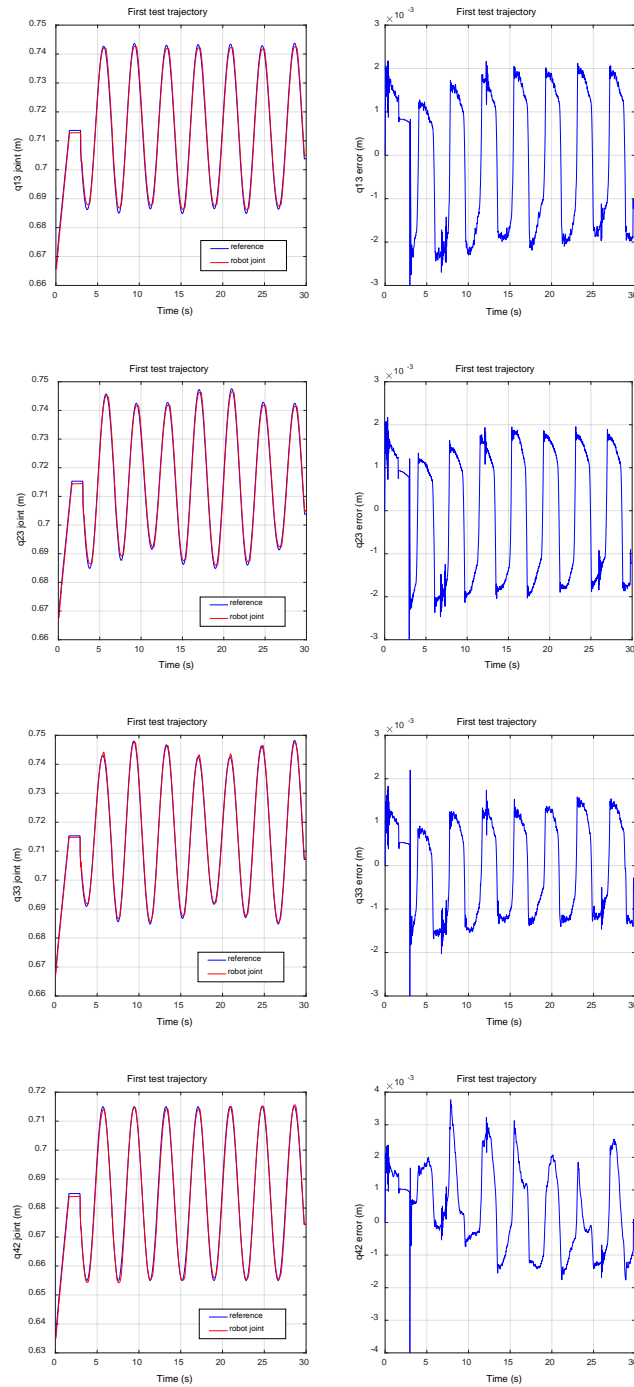 First test trajectory
0.75
0.74
0.73
0.72
0.71
0.7
0.69
0.68
0.67
0.66
q13 joint (m)
reference
robot joint
0 5 10 15 20 25 30
Time (s)
First test trajectory
×10 -3
3
2
1
0
-1
-2
-3
q13 error (m)
0 5 10 15 20 25 30
Time (s)
First test trajectory
0.75
0.74
0.73
0.72
0.71
0.7
0.69
0.68
0.67
0.66
q23 joint (m)
reference
robot joint
0 5 10 15 20 25 30
Time (s)
First test trajectory
×10 -3
3
2
1
0
-1
-2
-3
q23 error (m)
0 5 10 15 20 25 30
Time (s)
First test trajectory
0.75
0.74
0.73
0.72
0.71
0.7
0.69
0.68
0.67
0.66
q33 joint (m)
reference
robot joint
0 5 10 15 20 25 30
Time (s)
First test trajectory
×10 -3
3
2
1
0
-1
-2
-3
q33 error (m)
0 5 10 15 20 25 30
Time (s)
First test trajectory
0.72
0.71
0.7
0.69
0.68
0.67
0.66
0.65
0.64
0.63
q42 joint (m)
reference
robot joint
0 5 10 15 20 25 30
Time (s)
First test trajectory
×10 -3
4
3
2
1
0
-1
-2
-3
-4
q42 error (m)
0 5 10 15 20 25 30
Time (s)